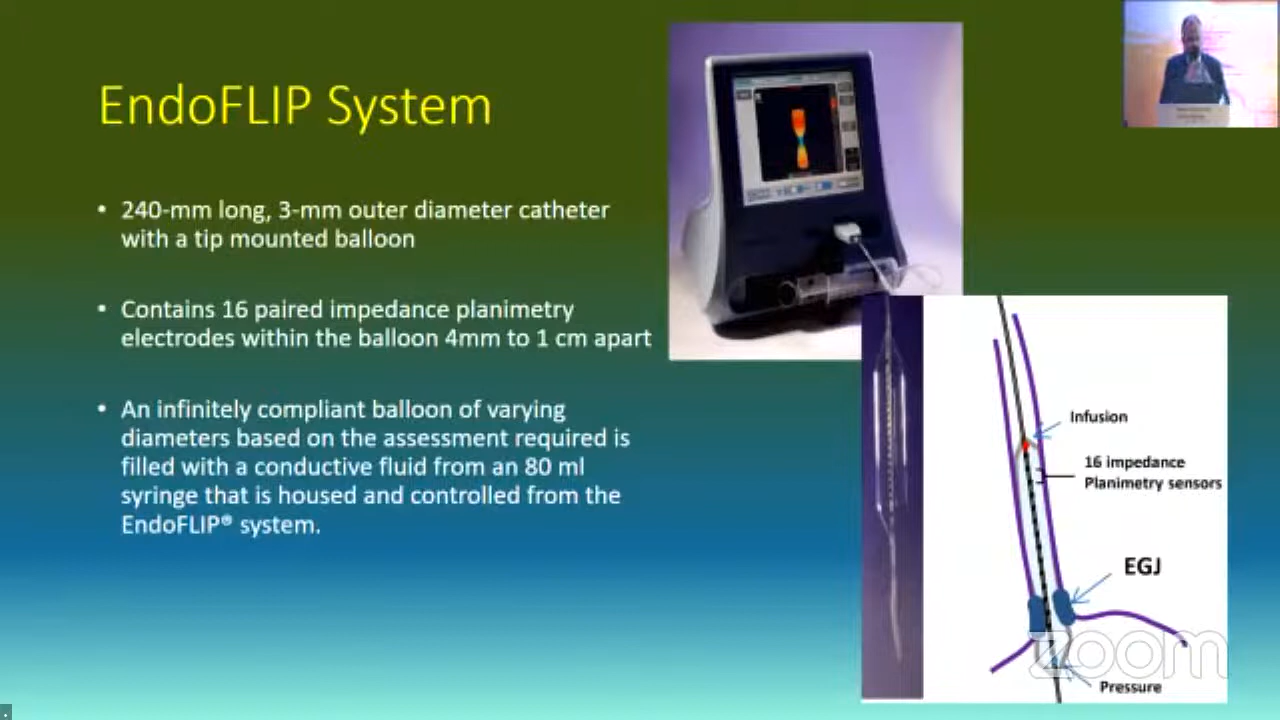 EndoFLIP System
• 240-mm long, 3-mm outer diameter catheter
with a tip mounted balloon
• Contains 16 paired impedance planimetry
electrodes within the balloon 4mm to 1 cm apart
• An infinitely compliant balloon of varying
diameters based on the assessment required is
filled with a conductive fluid from an 80 ml
syringe that is housed and controlled from the
EndoFLIP® system.
Infusion
16 impedance
Planimetry sensors
EGJ
Pressure
zoom